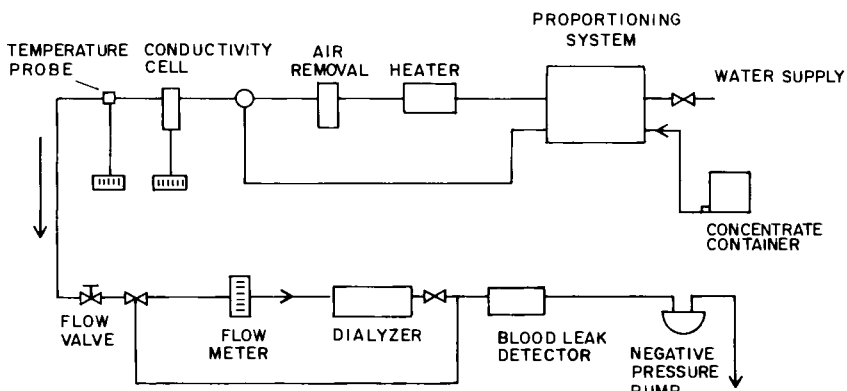 PROPORTIONING
SYSTEM
TEMPERATURE
PROBE
CONDUCTIVITY
CELL
AIR
REMOVAL
HEATER
WATER SUPPLY
CONCENTRATE
CONTAINER
FLOW
VALVE
FLOW
METER
DIALYZER
BLOOD LEAK
DETECTOR
NEGATIVE
PRESSURE
PUMP